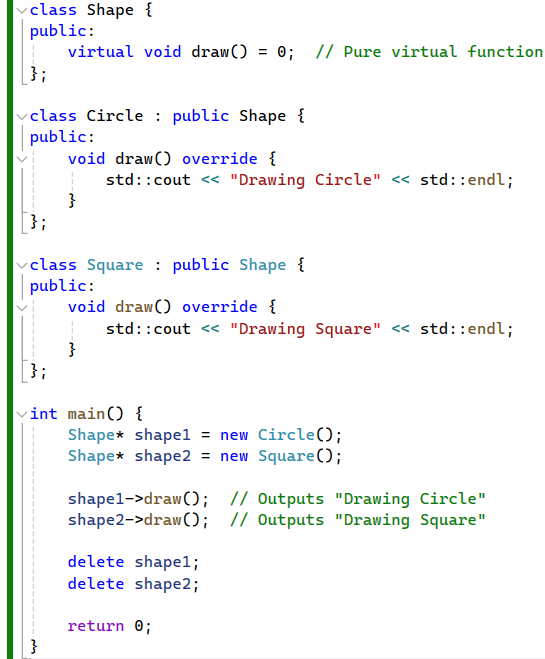 class Shape {
public:
    virtual void draw() = 0;  // Pure virtual function
};

class Circle : public Shape {
public:
    void draw() override {
        std::cout << "Drawing Circle" << std::endl;
    }
};

class Square : public Shape {
public:
    void draw() override {
        std::cout << "Drawing Square" << std::endl;
    }
};

int main() {
    Shape* shape1 = new Circle();
    Shape* shape2 = new Square();

    shape1->draw();  // Outputs "Drawing Circle"
    shape2->draw();  // Outputs "Drawing Square"

    delete shape1;
    delete shape2;

    return 0;
}